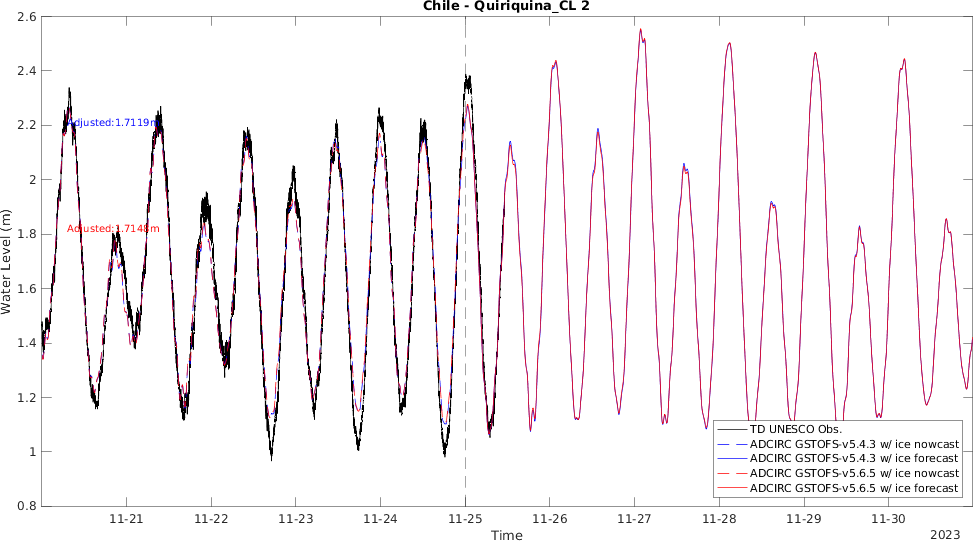 Chile - Quiriquina_CL 2
2.6
2.4
2.2
2
1.8
1.6
1.4
1.2
1
0.8
Water Level (m)
Adjusted:1.7119m
Adjusted:1.7148m
TD UNESCO Obs.
ADCIRC GSTOFS-v5.4.3 w/ ice nowcast
ADCIRC GSTOFS-v5.4.3 w/ ice forecast
ADCIRC GSTOFS-v5.6.5 w/ ice nowcast
ADCIRC GSTOFS-v5.6.5 w/ ice forecast
11-21
11-22
11-23
11-24
11-25
11-26
11-27
11-28
11-29
11-30
Time
2023